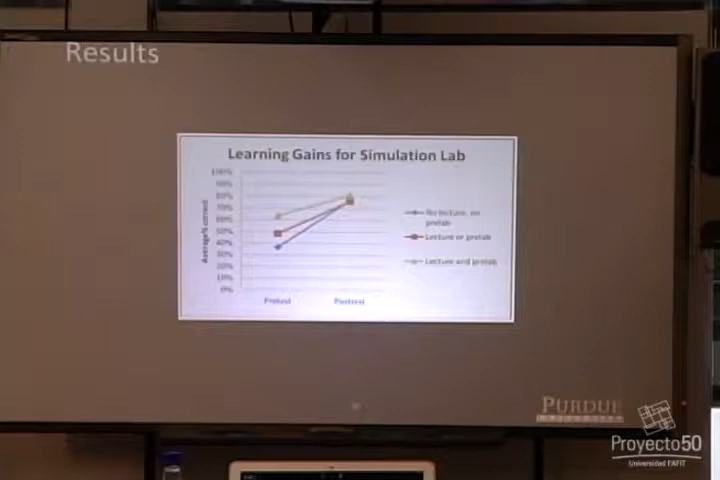 Results
Learning Gains for Simulation Lab
100%
90%
80%
70%
60%
50%
40%
30%
20%
10%
0%
Average % correct
Pretest
Posttest
No lecture, no
prelab
Lecture or prelab
Lecture and prelab
PURDUE
UNIVERSITY
Proyecto50
Universidad EAFIT